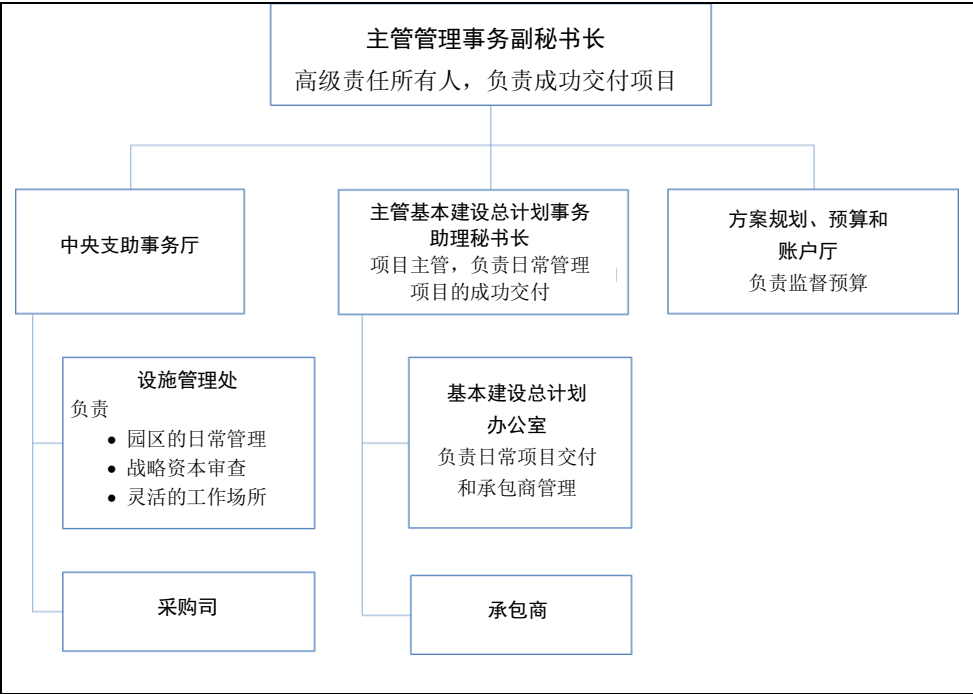 主管管理事务副秘书长
高级责任所有人，负责成功交付项目
中央支助事务厅
主管基本建设总计划事务
助理秘书长
项目主管，负责日常管理
项目的成功交付
方案规划、预算和
账户厅
负责监督预算
设施管理处
负责
• 园区的日常管理
• 战略资本审查
• 灵活的工作场所
基本建设总计划
办公室
负责日常项目交付
和承包商管理
采购司
承包商